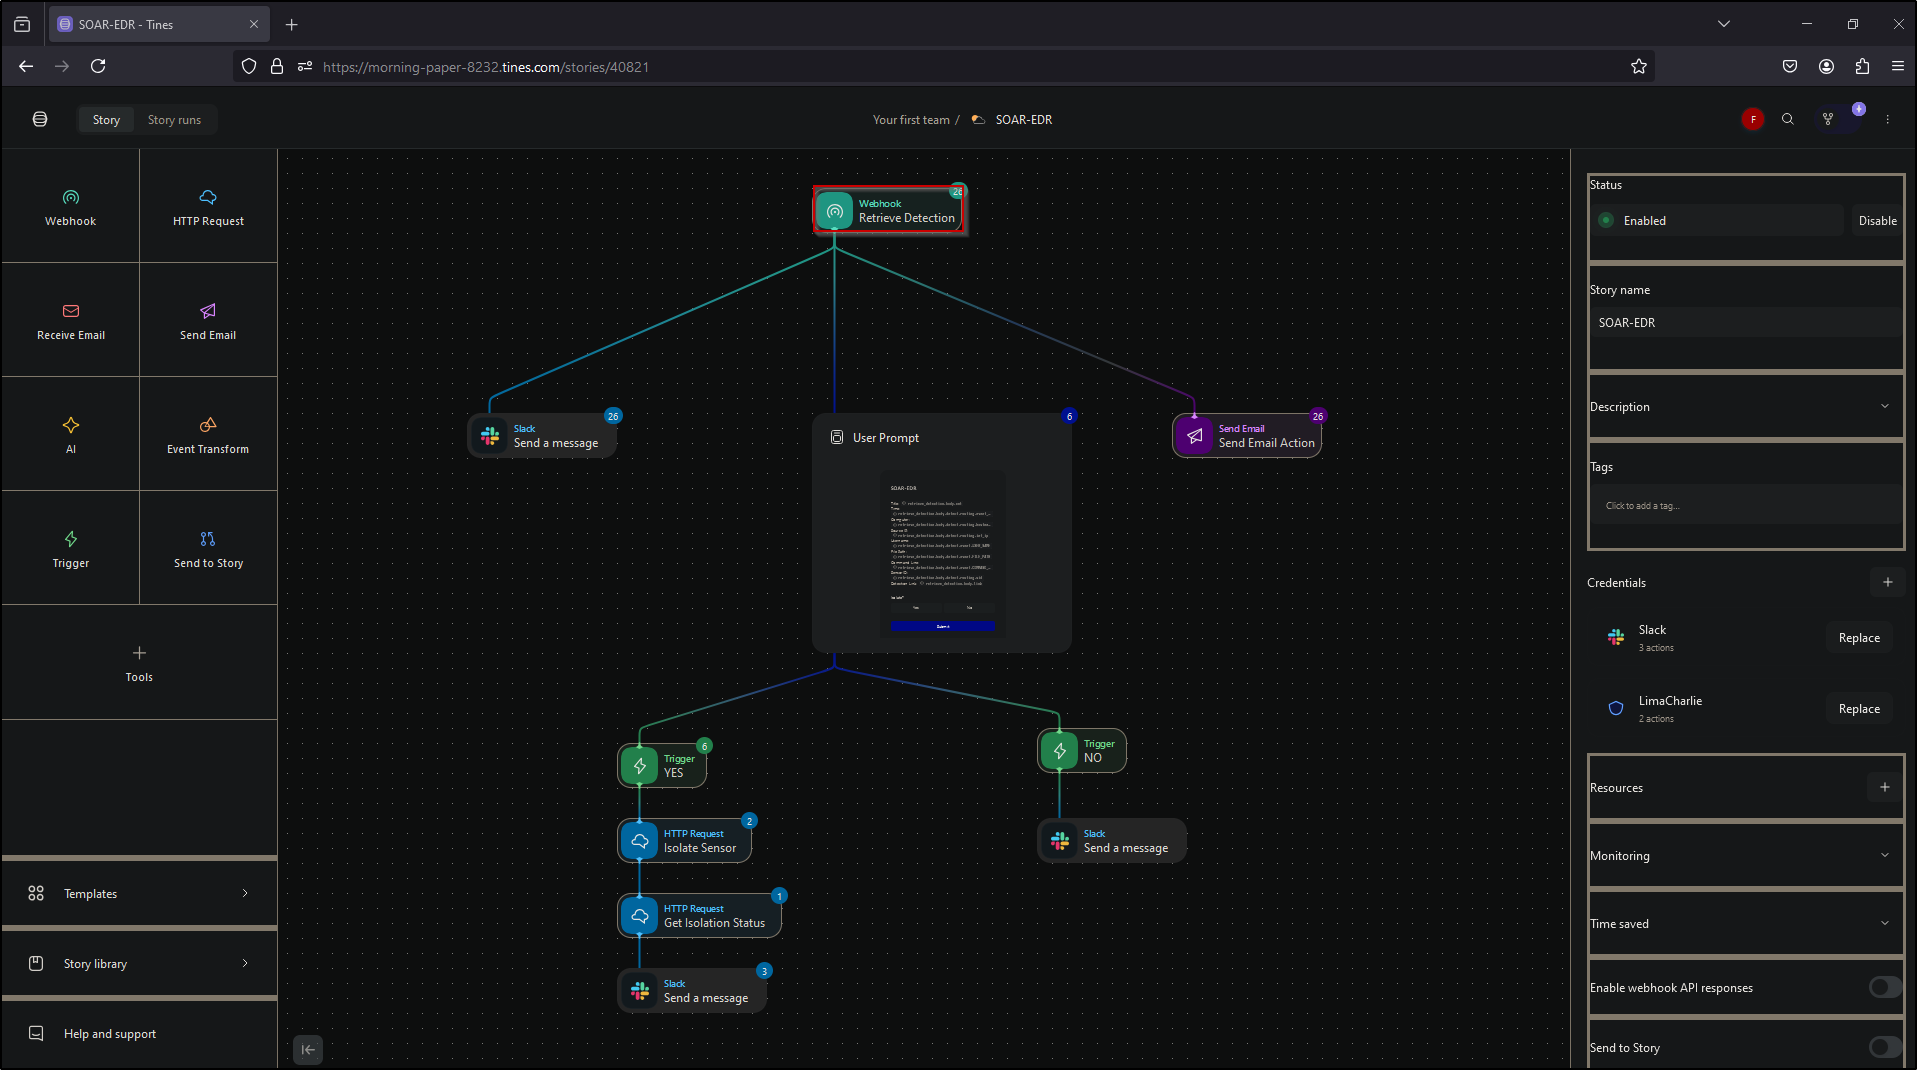 SOAR-EDR - Tines
https://morning-paper-8232.tines.com/stories/40821
Story
Story runs
Your first team /
SOAR-EDR
F
Webhook
HTTP Request
Receive Email
Send Email
AI
Event Transform
Trigger
Send to Story
Tools
Templates
Story library
Help and support
26
Webhook
Retrieve Detection
26
Slack
Send a message
6
User Prompt
SOAR-EDR
Yes
No
Submit
26
Send Email
Send Email Action
6
Trigger
YES
Trigger
NO
2
HTTP Request
Isolate Sensor
Slack
Send a message
1
HTTP Request
Get Isolation Status
3
Slack
Send a message
Status
Enabled
Disable
Story name
SOAR-EDR
Description
Tags
Click to add a tag...
Credentials
Slack
3 actions
Replace
LimaCharlie
2 actions
Replace
Resources
Monitoring
Time saved
Enable webhook API responses
Send to Story